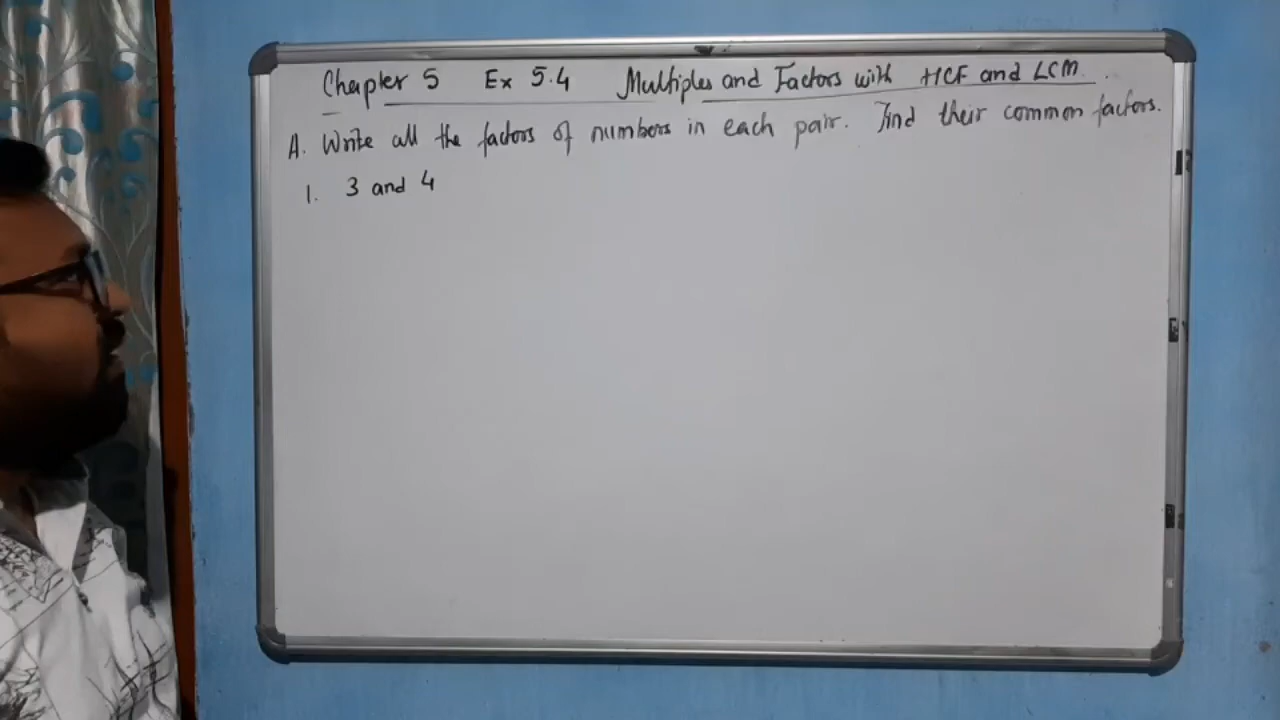 Chapter 5 Ex 5.4 Multiples and Factors with HCF and LCM.
A. Write all the factors of numbers in each pair. Find their common factors.
1. 3 and 4